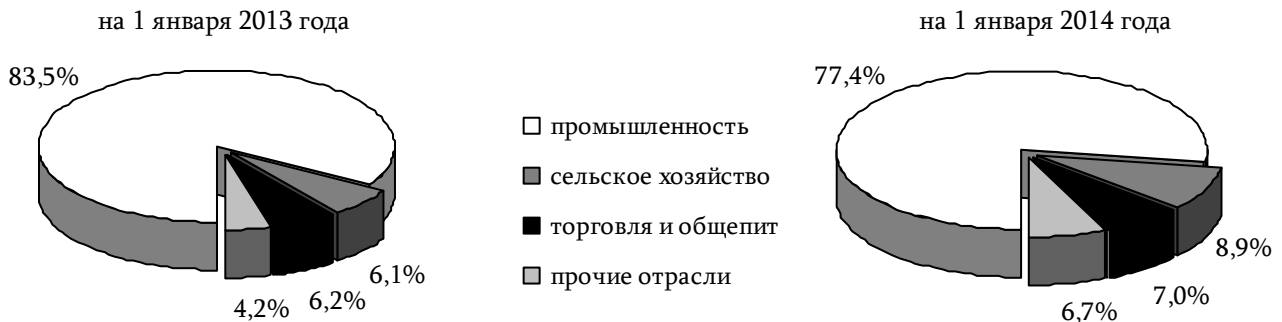 на 1 января 2013 года
на 1 января 2014 года
83,5%
77,4%
промышленность
сельское хозяйство
торговля и общепит
прочие отрасли
6,1%
6,2%
4,2%
8,9%
7,0%
6,7%